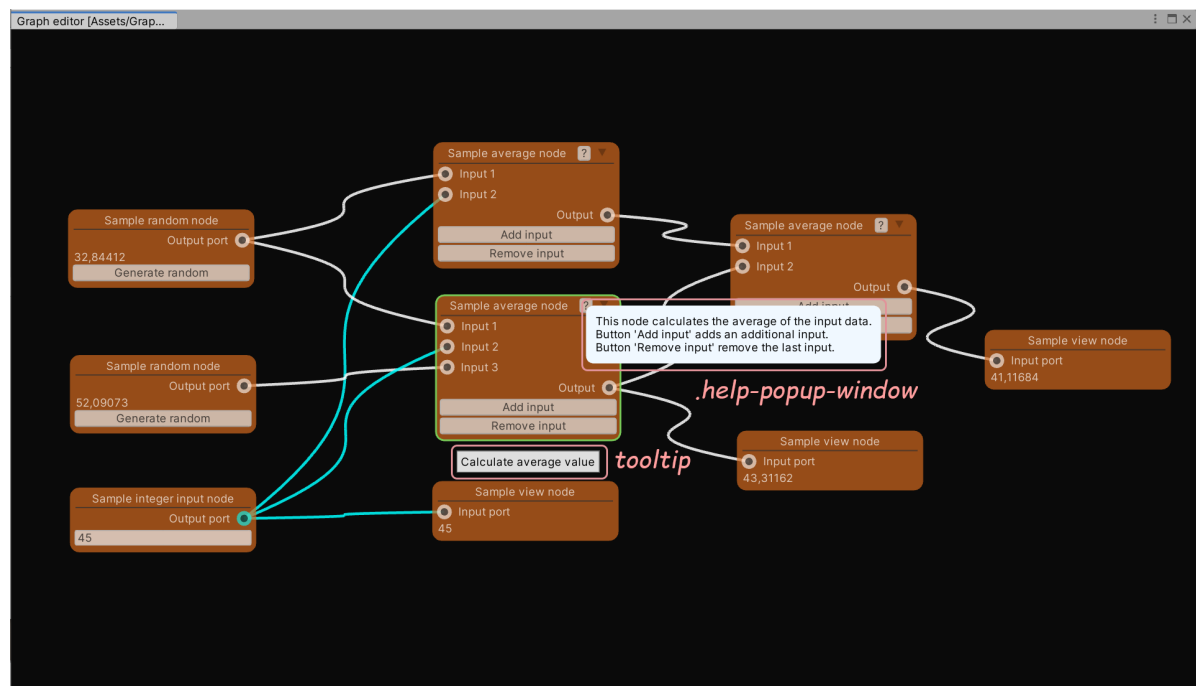 Graph editor [Assets/Grap...
Sample average node ?
Input 1
Input 2
Output
Add input
Remove input
Sample random node
Output port
32,84412
Generate random
Sample average node ?
Input 1
Input 2
Output
Add input
Sample average node ?
Input 1
Input 2
Input 3
Output
Add input
Remove input
This node calculates the average of the input data.
Button 'Add input' adds an additional input.
Button 'Remove input' remove the last input.
.help-popup-window
Sample view node
Input port
41,11684
Sample random node
Output port
52,09073
Generate random
Calculate average value
tooltip
Sample view node
Input port
43,31162
Sample integer input node
Output port
45
Sample view node
Input port
45